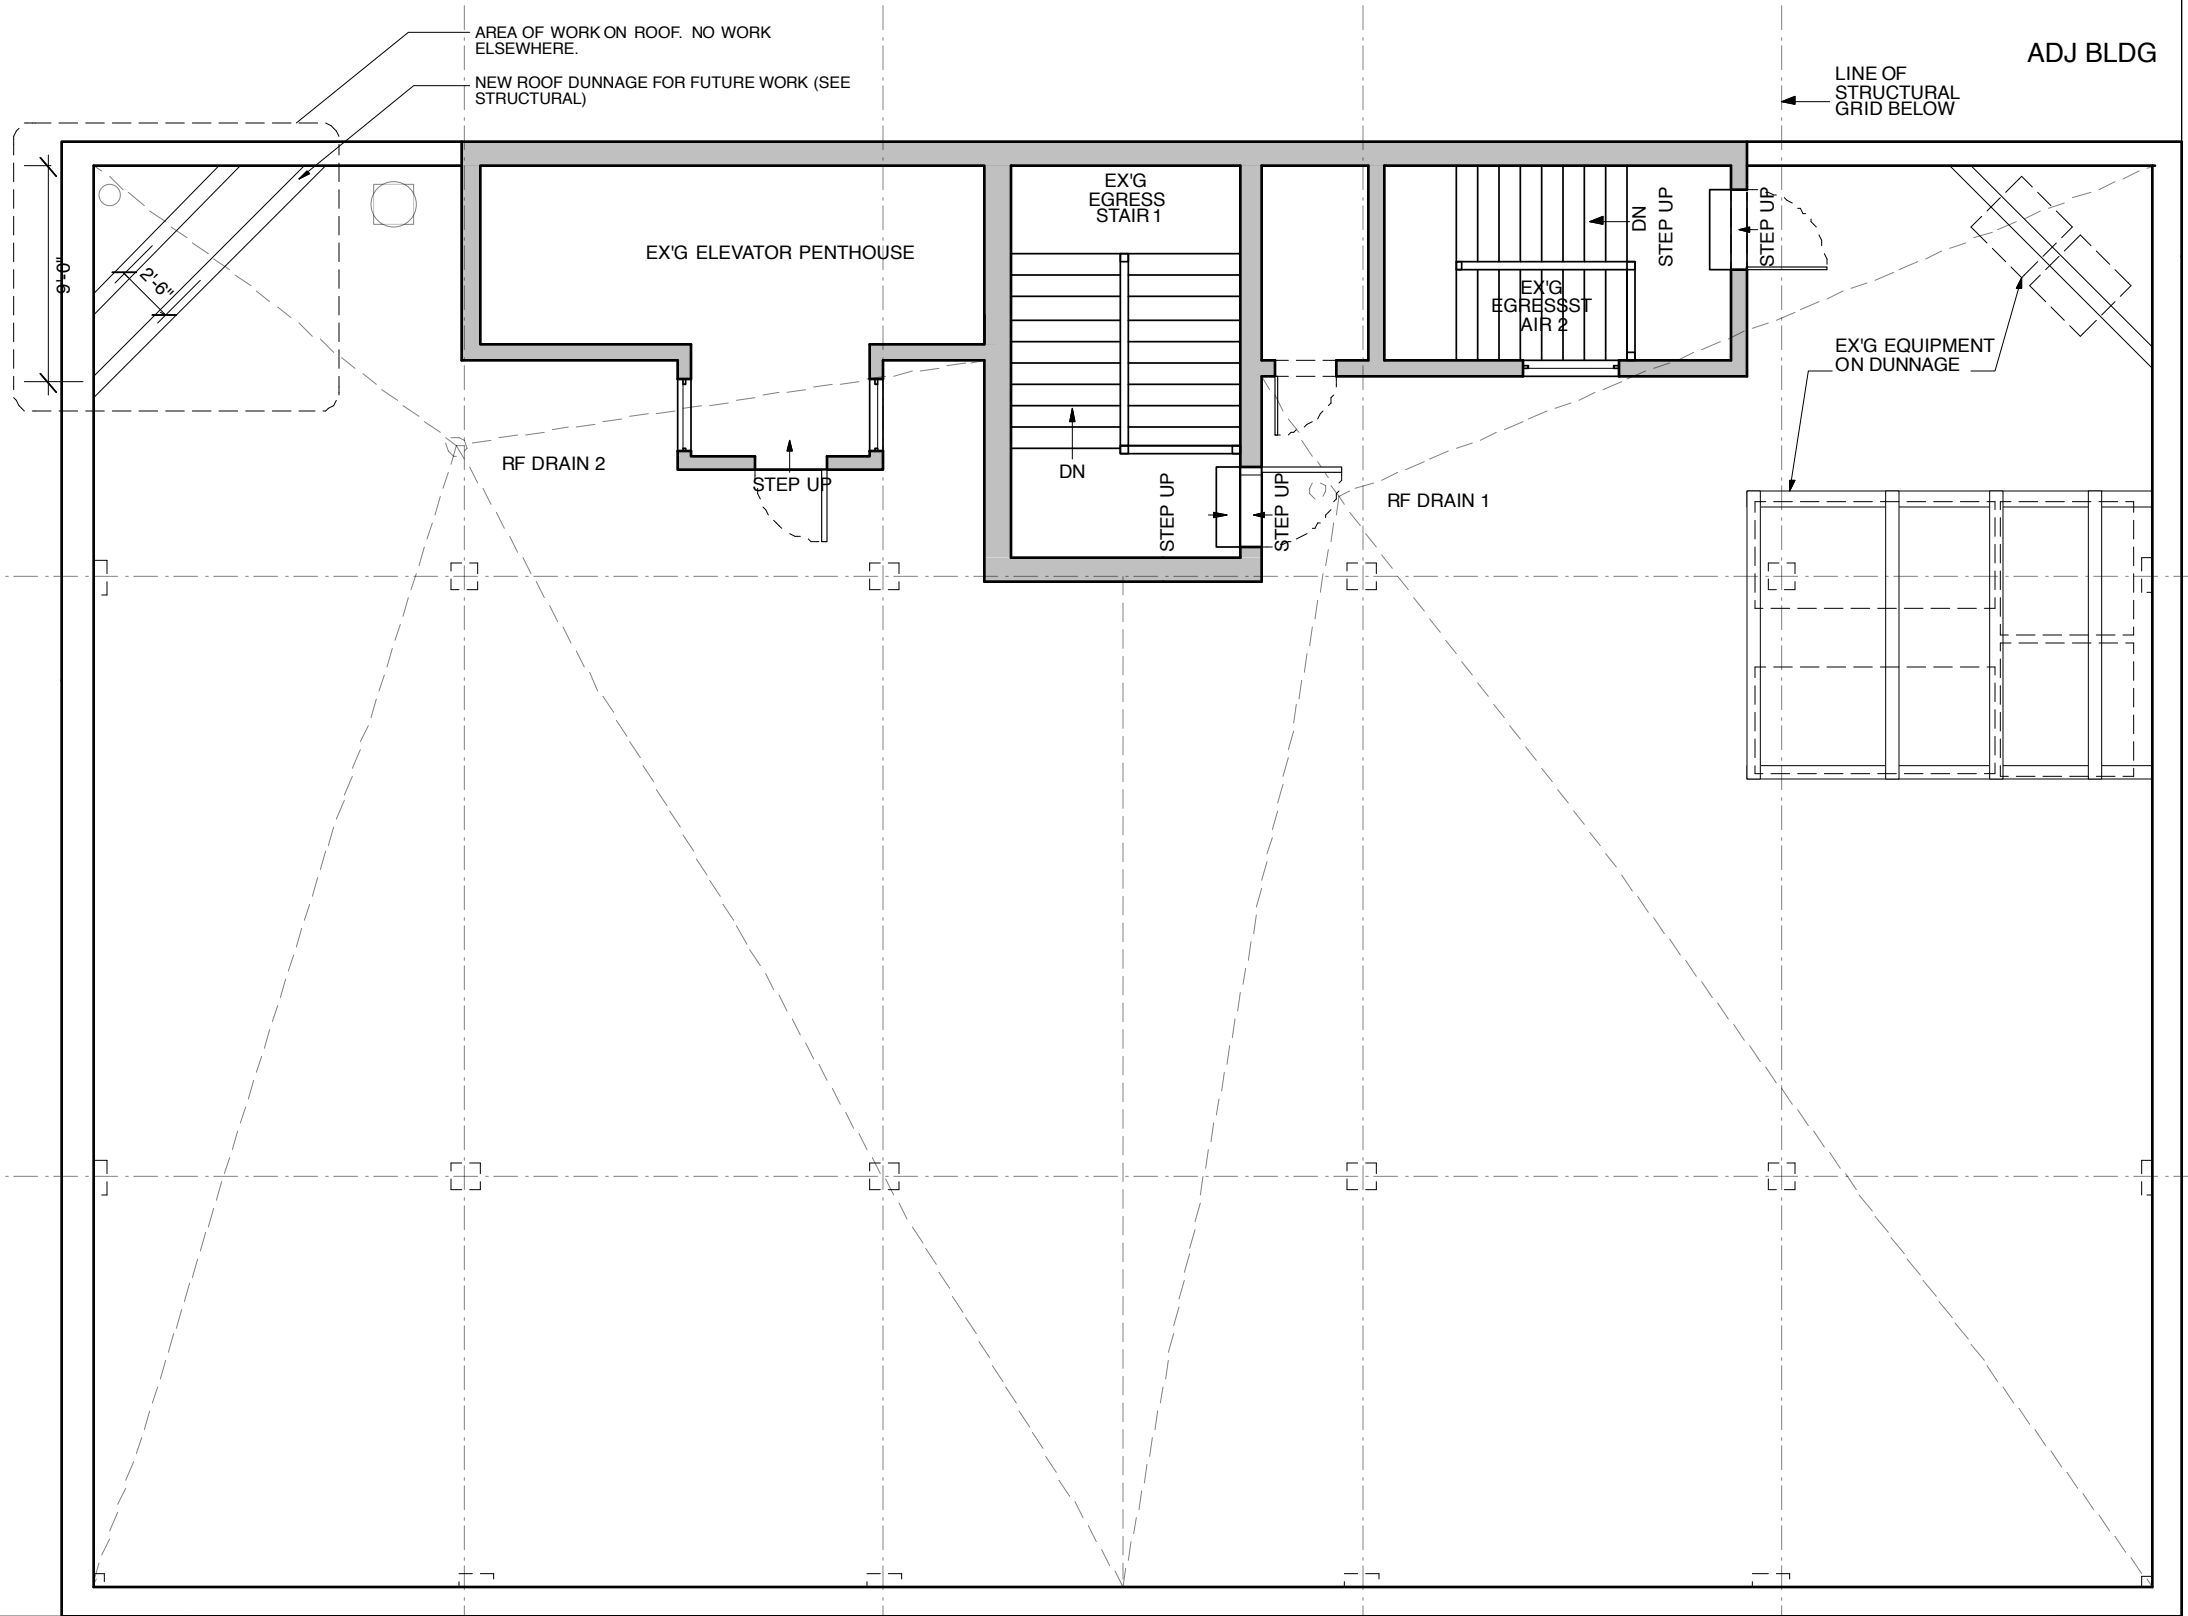 AREA OF WORK ON ROOF. NO WORK
ELSEWHERE.
NEW ROOF DUNNAGE FOR FUTURE WORK (SEE
STRUCTURAL)
ADJ BLDG
LINE OF
STRUCTURAL
GRID BELOW
9'-0"
2'-6"
EX'G ELEVATOR PENTHOUSE
EX'G
EGRESS
STAIR 1
DN
STEP UP
STEP UP
EX'G
EGRESSST
AIR 2
EX'G EQUIPMENT
ON DUNNAGE
RF DRAIN 2
STEP UP
DN
STEP UP
STEP UP
RF DRAIN 1